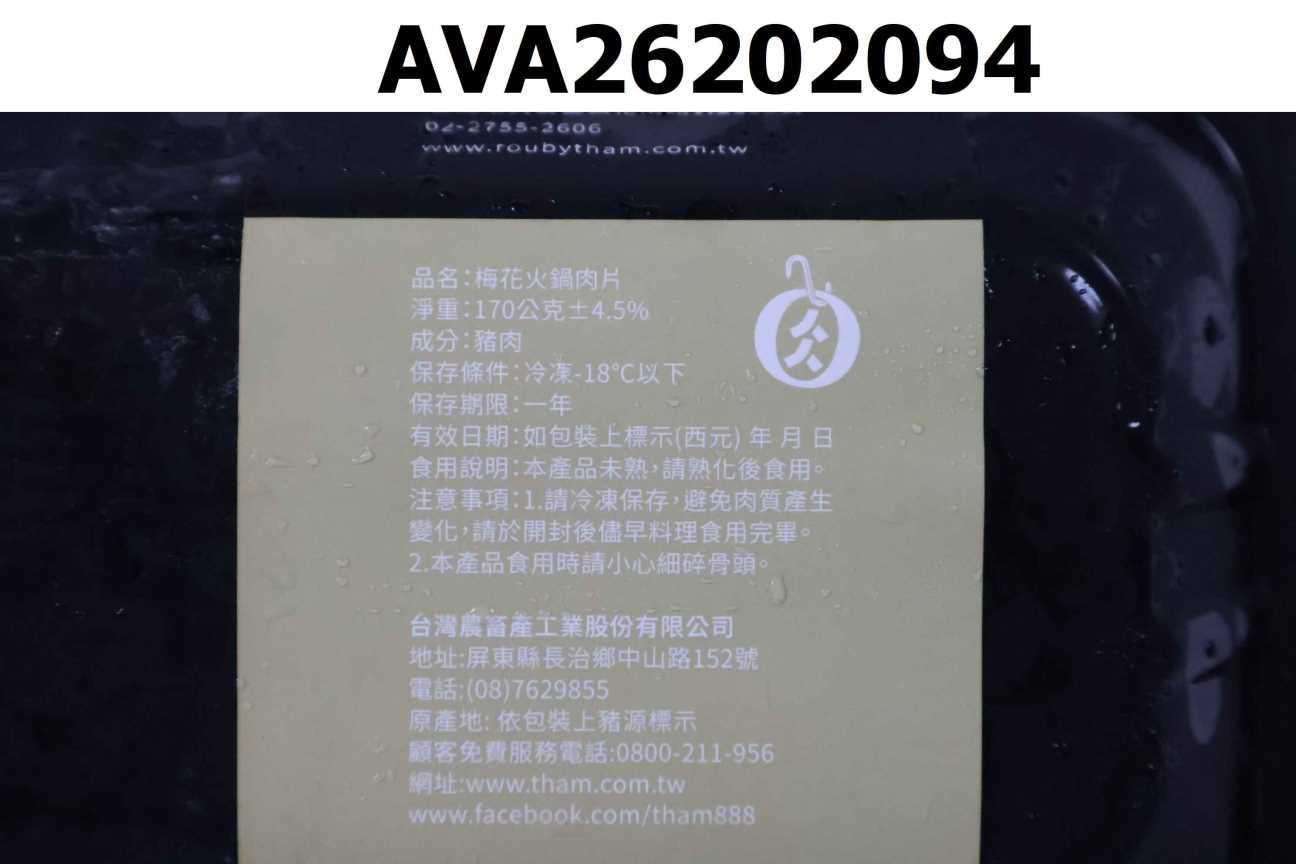 AVA26202094
02-2755-2606
www.roubytham.com.tw
品名:梅花火鍋肉片
淨重:170公克±4.5%
成分:豬肉
保存條件:冷凍-18℃以下
保存期限:一年
有效日期:如包裝上標示(西元) 年 月 日
食用說明:本產品未熟,請熟化後食用。
注意事項:1.請冷凍保存,避免肉質產生
變化,請於開封後儘早料理食用完畢。
2.本產品食用時請小心細碎骨頭。
台灣農畜產工業股份有限公司
地址:屏東縣長治鄉中山路152號
電話:(08)7629855
原產地: 依包裝上豬源標示
顧客免費服務電話:0800-211-956
網址:www.tham.com.tw
www.facebook.com/tham888